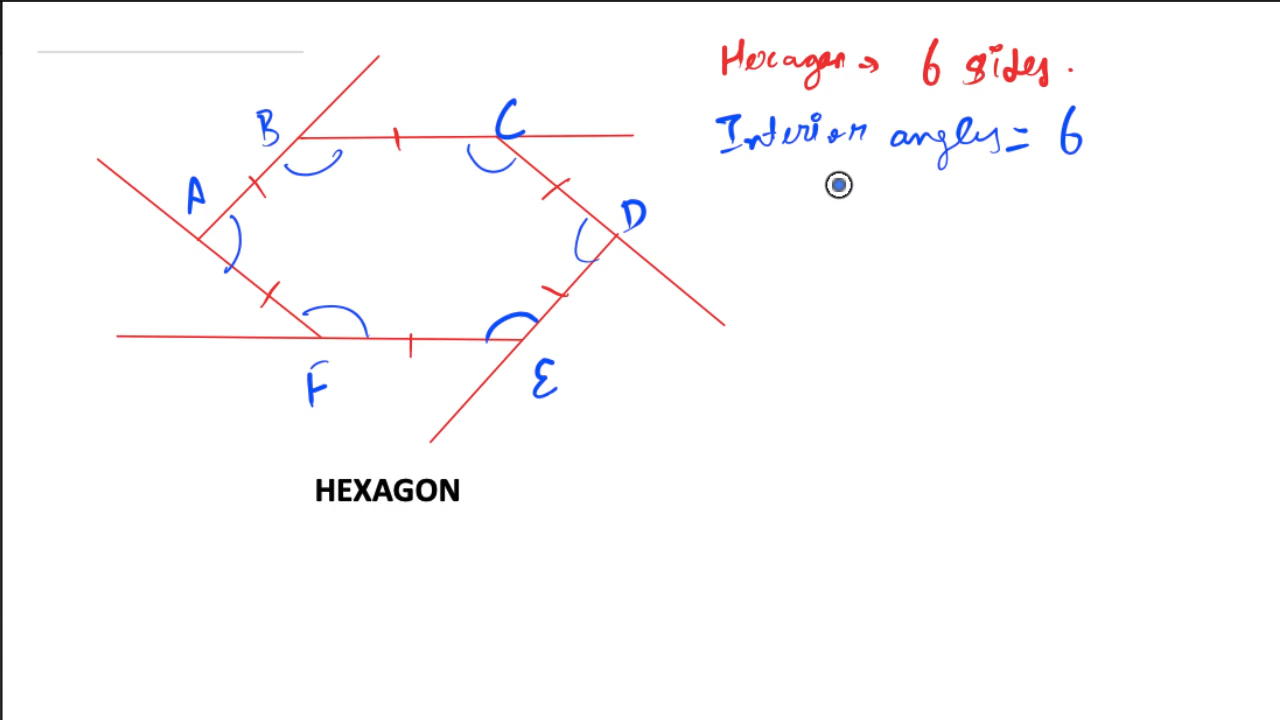 Hexagon → 6 sides.
Interior angles = 6
B
C
A
D
F
E
HEXAGON